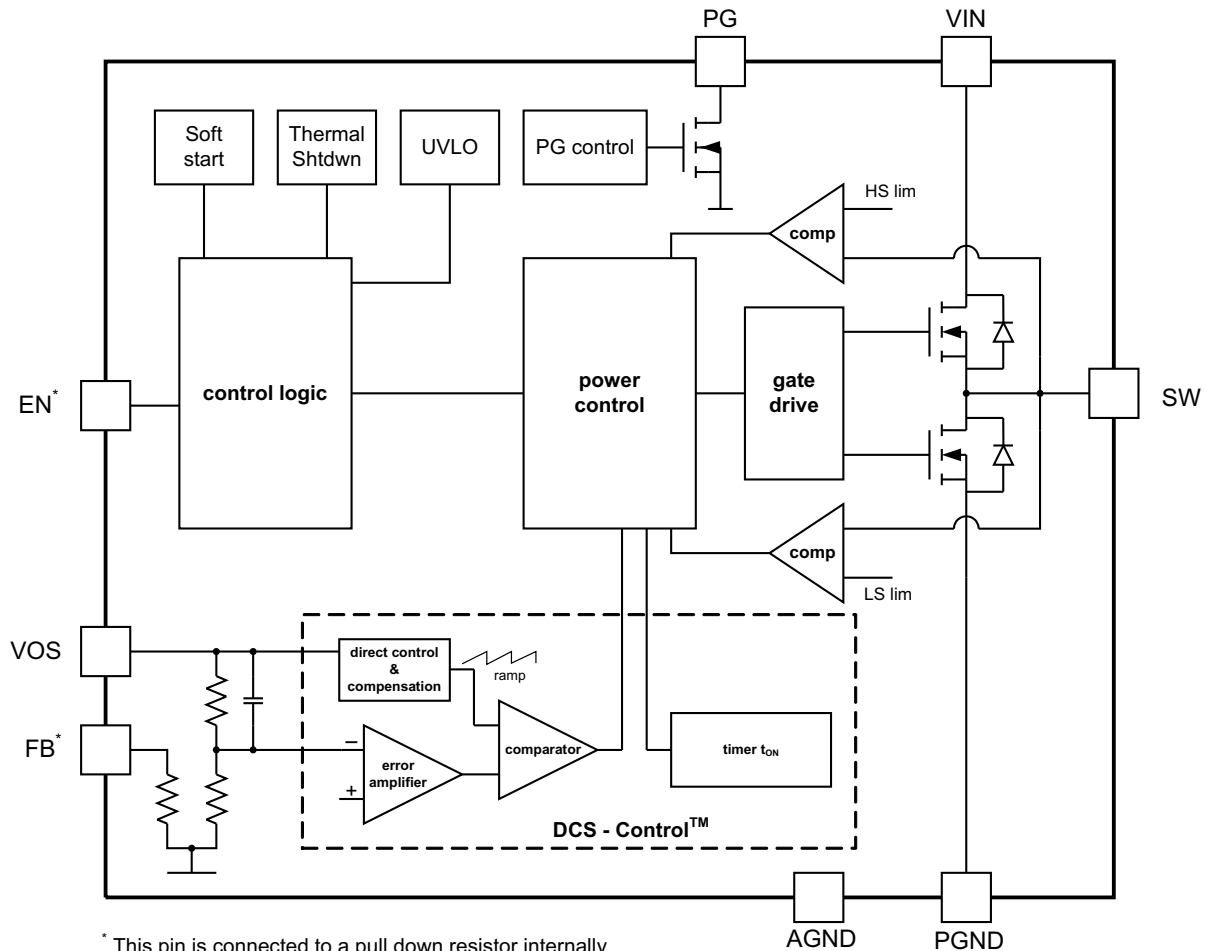 PG
VIN
Soft
start
Thermal
Shtdwn
UVLO
PG control
HS lim
comp
EN*
control logic
power
control
gate
drive
SW
comp
LS lim
VOS
direct control
&
compensation
ramp
FB*
−
error
amplifier
+
comparator
timer tON
DCS - Control™
* This pin is connected to a pull down resistor internally
AGND
PGND